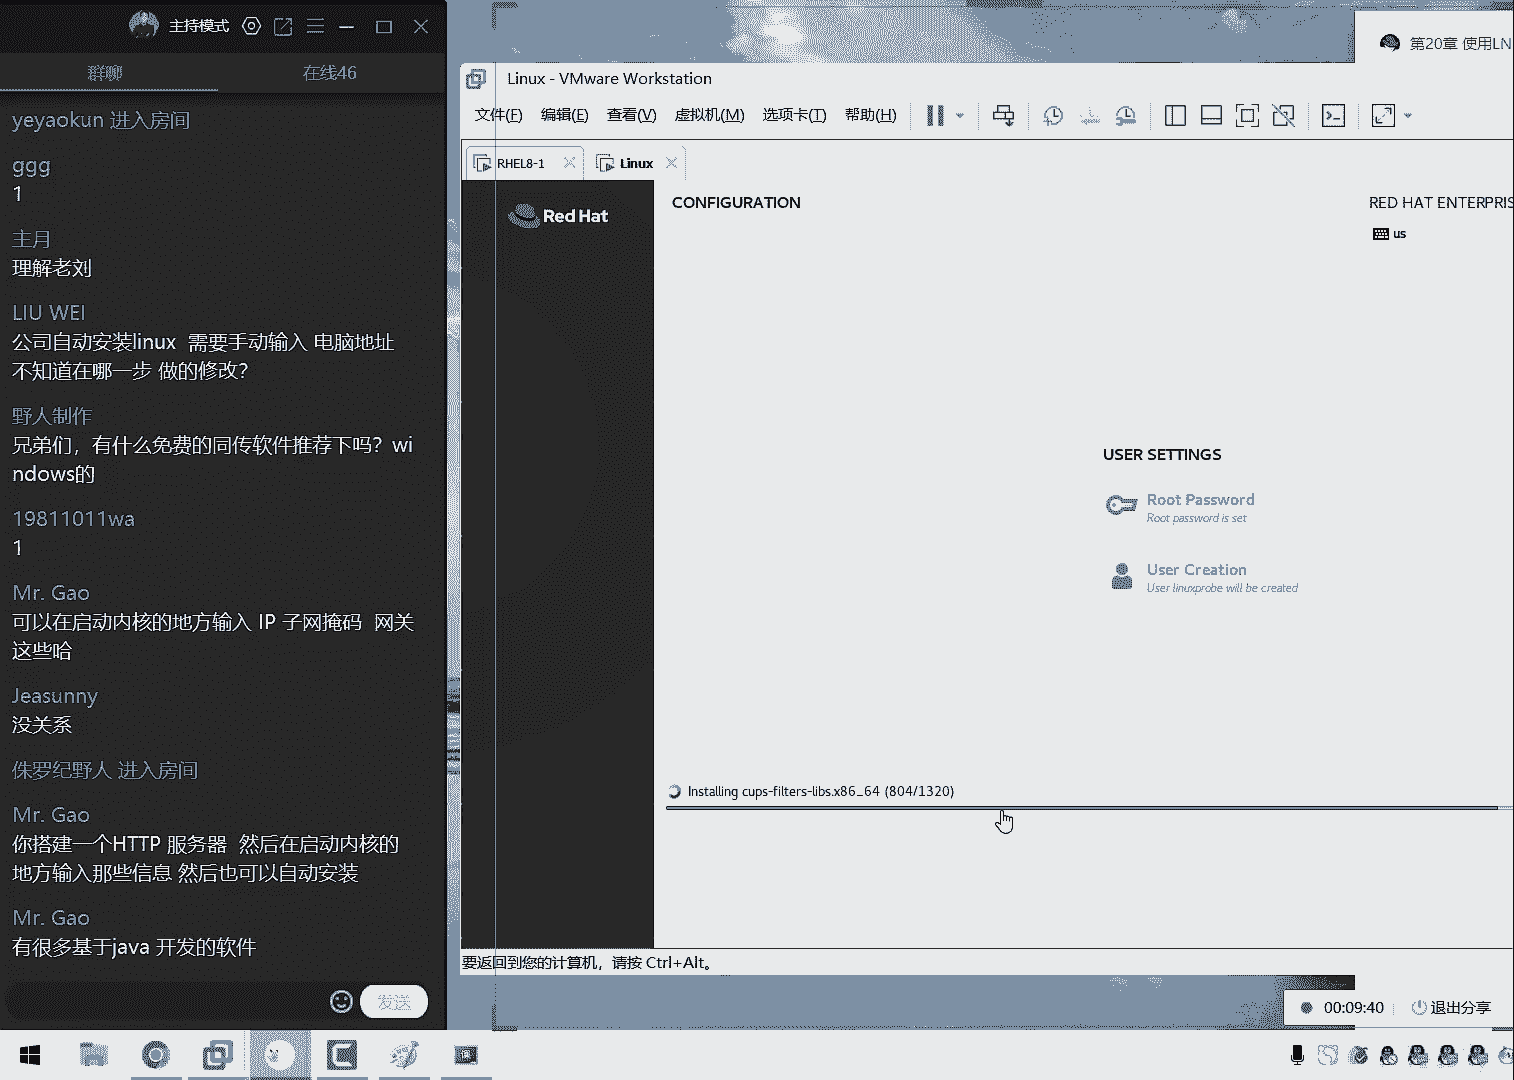 主持模式
群聊
在线46
yeyaokun 进入房间
ggg
1
主月
理解老刘
LIU WEI
公司自动安装linux  需要手动输入 电脑地址
不知道在哪一步 做的修改?
野人制作
兄弟们，有什么免费的同传软件推荐下吗？wi
ndows的
19811011wa
1
Mr. Gao
可以在启动内核的地方输入 IP 子网掩码  网关
这些哈
Jeasunny
没关系
侏罗纪野人 进入房间
Mr. Gao
你搭建一个HTTP 服务器  然后在启动内核的
地方输入那些信息 然后也可以自动安装
Mr. Gao
有很多基于java 开发的软件
发送
第20章 使用LN
Linux - VMware Workstation
文件(F) 编辑(E) 查看(V) 虚拟机(M) 选项卡(T) 帮助(H)
RHEL8-1
Linux
Red Hat
CONFIGURATION
RED HAT ENTERPRIS
us
USER SETTINGS
Root Password
Root password is set
User Creation
User linuxprobe will be created
Installing cups-filters-libs.x86_64 (804/1320)
要返回到您的计算机，请按 Ctrl+Alt。
00:09:40
退出分享